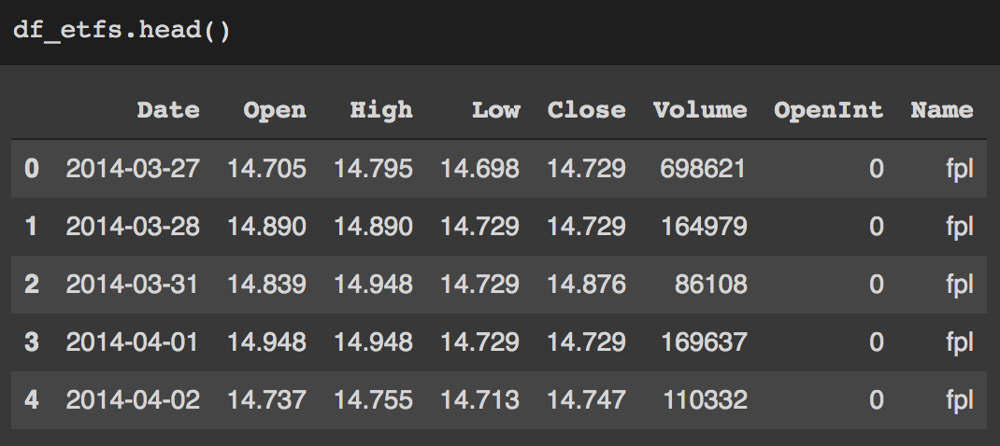 df_etfs.head()
Date Open High Low Close Volume OpenInt Name
0 2014-03-27 14.705 14.795 14.698 14.729 698621 0 fpl
1 2014-03-28 14.890 14.890 14.729 14.729 164979 0 fpl
2 2014-03-31 14.839 14.948 14.729 14.876 86108 0 fpl
3 2014-04-01 14.948 14.948 14.729 14.729 169637 0 fpl
4 2014-04-02 14.737 14.755 14.713 14.747 110332 0 fpl